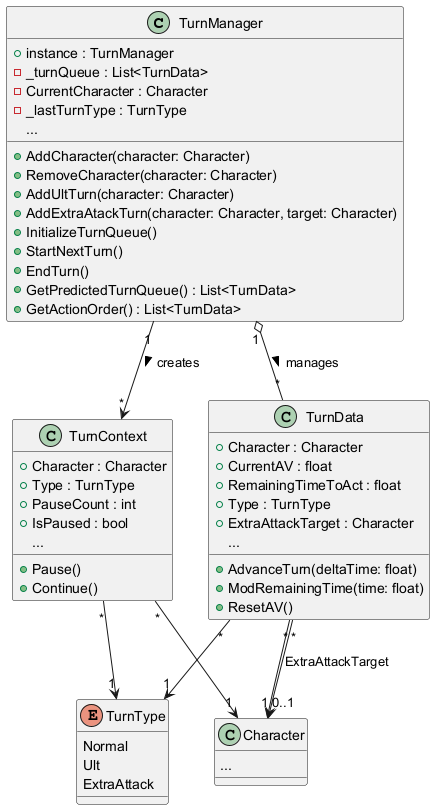 C TurnManager
instance : TurnManager
_turnQueue : List<TurnData>
CurrentCharacter : Character
_lastTurnType : TurnType
...
AddCharacter(character: Character)
RemoveCharacter(character: Character)
AddUltTurn(character: Character)
AddExtraAtackTurn(character: Character, target: Character)
InitializeTurnQueue()
StartNextTurn()
EndTurn()
GetPredictedTurnQueue() : List<TurnData>
GetActionOrder() : List<TurnData>
1
creates
*
1
manages
*
C TurnContext
Character : Character
Type : TurnType
PauseCount : int
IsPaused : bool
...
Pause()
Continue()
C TurnData
Character : Character
CurrentAV : float
RemainingTimeToAct : float
Type : TurnType
ExtraAttackTarget : Character
...
AdvanceTurn(deltaTime: float)
ModRemainingTime(time: float)
ResetAV()
*
*
*
*
*
ExtraAttackTarget
1
1
1
1
0..1
E TurnType
Normal
Ult
ExtraAttack
C Character
...